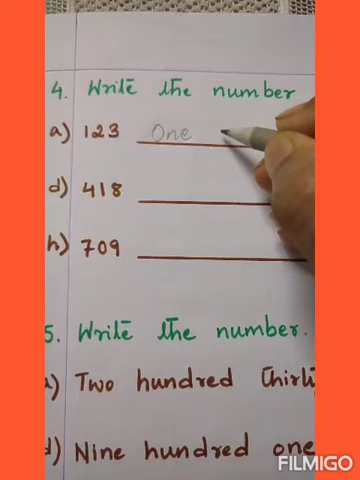 4. Write the number
a) 123 One
d) 418
h) 709
5. Write the number.
a) Two hundred
d) Nine hundred one
FILMIGO